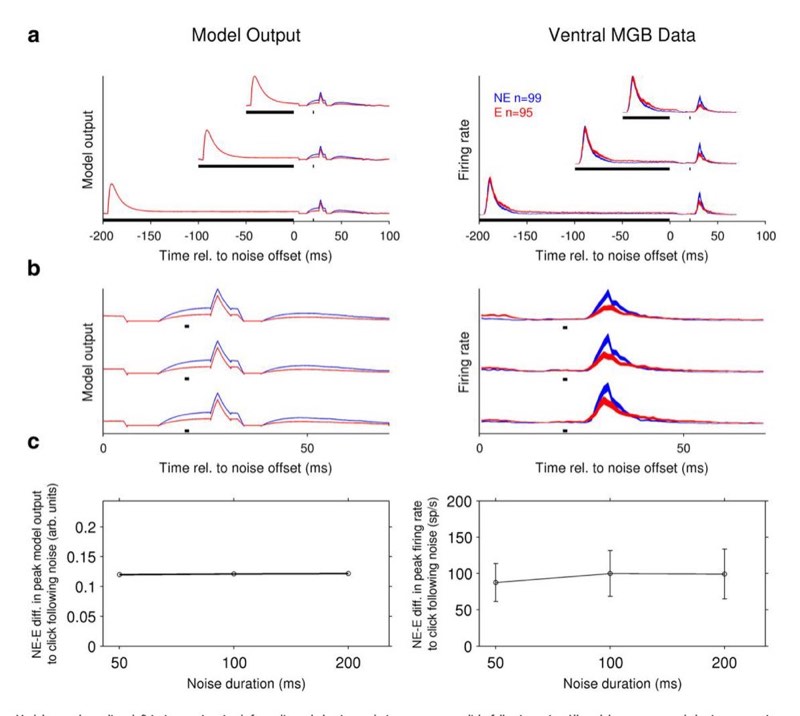 a
Model Output
Ventral MGB Data
Model output
-200 -150 -100 -50 0 50 100
Time rel. to noise offset (ms)
Firing rate
NE n=99
E n=95
-200 -150 -100 -50 0 50 100
Time rel. to noise offset (ms)
b
Model output
0 50
Time rel. to noise offset (ms)
Firing rate
0 50
Time rel. to noise offset (ms)
c
NE-E diff. in peak model output
to click following noise (arb. units)
0.2
0.15
0.1
0.05
0
50 100 200
Noise duration (ms)
NE-E diff. in peak firing rate
to click following noise (sp/s)
200
150
100
50
0
50 100 200
Noise duration (ms)